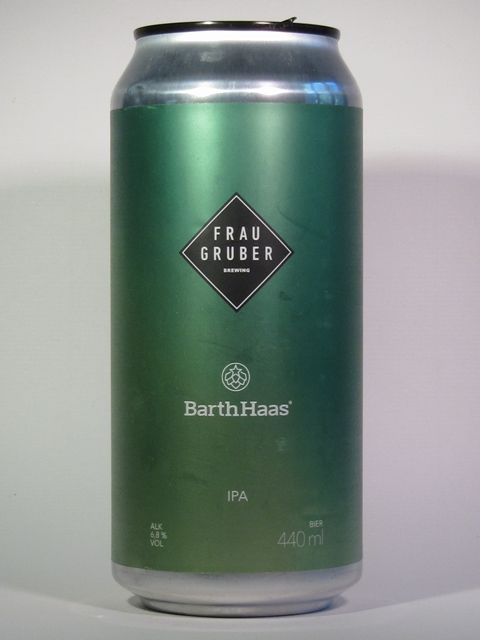 FRAU
GRUBER
BREWING
BarthHaas®
IPA
ALK
6,8 %
VOL
BIER
440 ml